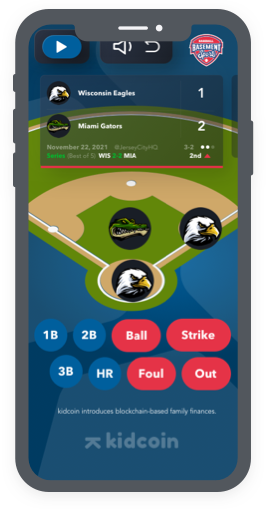 BASEMENT
Sports
Wisconsin Eagles 1
Miami Gators 2
November 22, 2021 @JerseyCityHQ 3-2
Series (Best of 5) WIS 2-2 MIA 2nd
1B 2B Ball Strike
3B HR Foul Out
kidcoin introduces blockchain-based family finances.
kidcoin